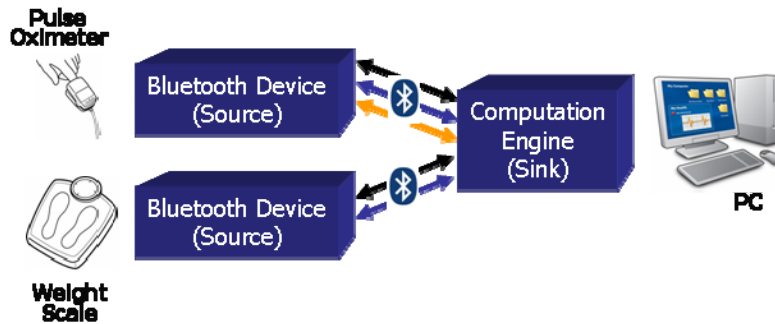 Pulse
Oximeter
Bluetooth Device
(Source)
Computation
Engine
(Sink)
PC
Bluetooth Device
(Source)
Weight
Scale